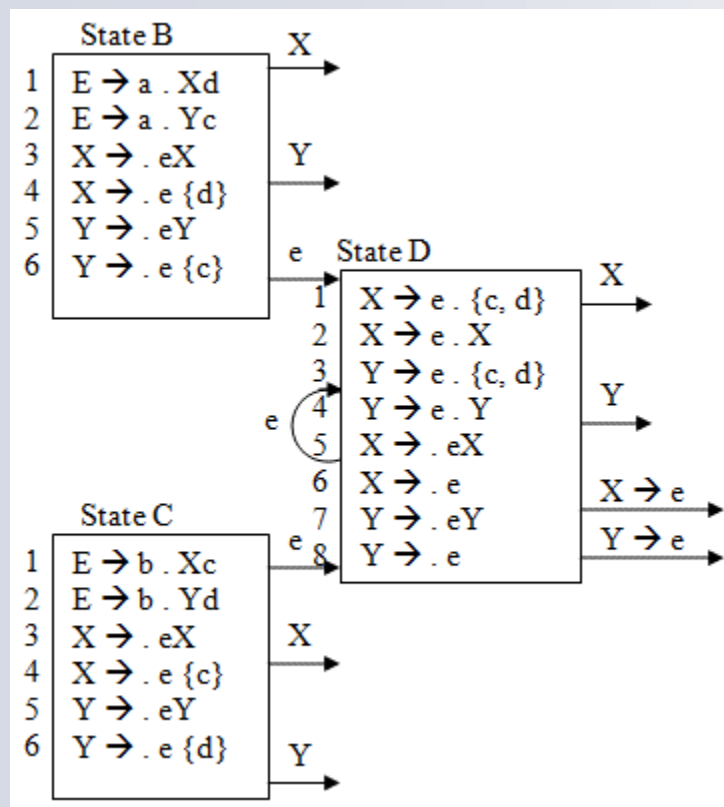 State B
X
1 E → a . Xd
2 E → a . Yc
3 X → . eX
Y
4 X → . e {d}
5 Y → . eY
6 Y → . e {c}
e
State D
X
1 X → e . {c, d}
2 X → e . X
3 Y → e . {c, d}
4 Y → e . Y
Y
e
5 X → . eX
6 X → . e
X → e
7 Y → . eY
Y → e
8 Y → . e
State C
e
1 E → b . Xc
2 E → b . Yd
3 X → . eX
X
4 X → . e {c}
5 Y → . eY
6 Y → . e {d}
Y